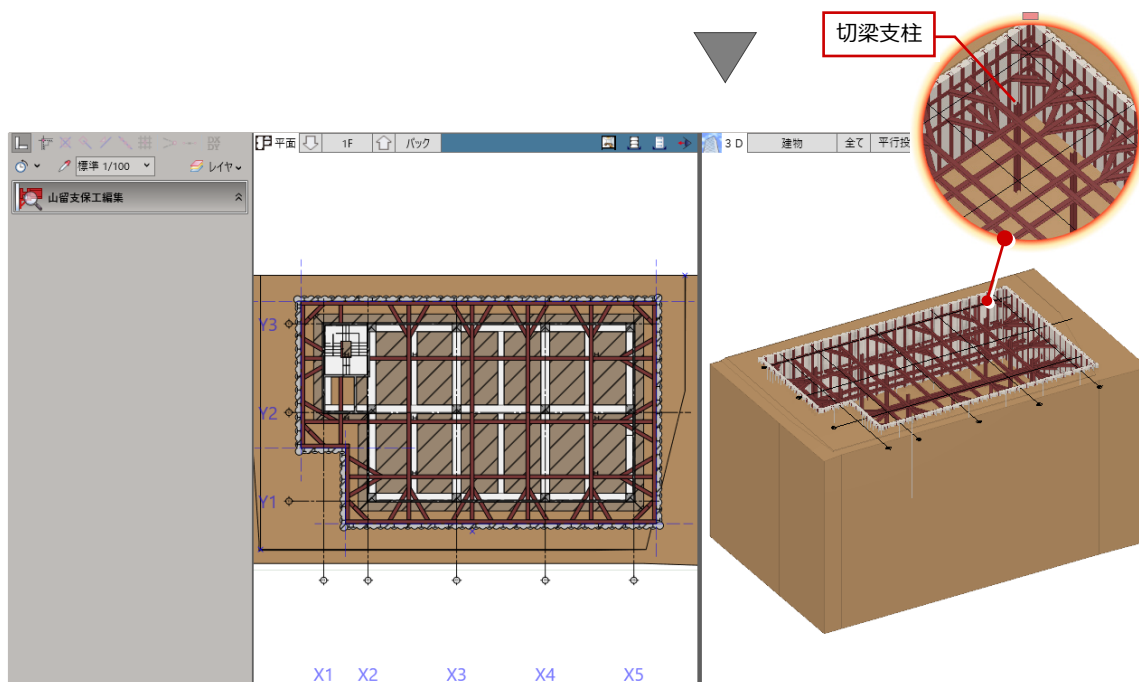 切梁支柱
標準 1/100
レイヤ
山留支保工編集
平面
1F
バック
3 D
建物
全て
平行投
Y3
Y2
Y1
X1 X2 X3 X4 X5